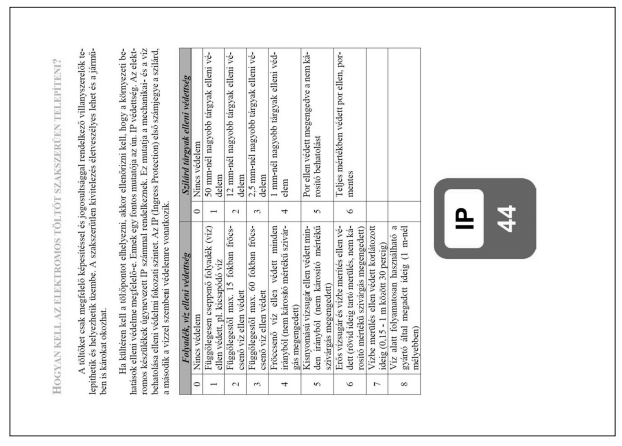 HOGYAN KELL AZ ELEKTROMOS TÖLTŐT SZAKSZERŰEN TELEPÍTENI?
A töltőket csak megfelelő képesítéssel és jogosultsággal rendelkező villanyszerelők te-
lepíthetik és helyezhetik üzembe. A szakszerűtlen kivitelezés életveszélyes lehet és a jármű-
ben is károkat okozhat.
Ha kültéren kell a töltőpontot elhelyezni, akkor ellenőrizni kell, hogy a környezeti be-
hatások elleni védelme megfelelő-e. Ennek egy fontos mutatója az ún. IP védettség. Az elekt-
romos készülékek úgynevezett IP számmal rendelkeznek. Ez mutatja a mechanikai- és a víz
behatolása elleni védelmi fokozati szintet. Az IP (Ingress Protection) első számjegye a szilárd,
a második a vízzel szembeni védelemre vonatkozik.
Folyadék, víz elleni védettség Szilárd tárgyak elleni védettség
0 Nincs védelem 0 Nincs védelem
1 Függőlegesen cseppenő folyadék (víz) 1 50 mm-nél nagyobb tárgyak elleni vé-
ellen védett, pl. kicsapódó víz delem
2 Függőlegestől max. 15 fokban fröcs- 2 12 mm-nél nagyobb tárgyak elleni vé-
csenő víz ellen védett delem
3 Függőlegestől max. 60 fokban fröcs- 3 2,5 mm-nél nagyobb tárgyak elleni vé-
csenő víz ellen védett delem
4 Fröccsenő víz ellen védett minden 4 1 mm-nél nagyobb tárgyak elleni véd-
irányból (nem károsító mértékű szivár- elem
gás megengedett)
5 Kisnyomású vízsugár ellen védett min- 5 Por ellen védett megengedve a nem ká-
den irányból (nem károsító mértékű rosító behatolást
szivárgás megengedett)
6 Erős vízsugár és vízbe merítés ellen vé- 6 Teljes mértékben védett por ellen, por-
dett (rövid ideig tartó merülés, nem ká- mentes
rosító mértékű szivárgás megengedett)
7 Vízbe merülés ellen védett korlátozott
ideig (0,15 - 1 m között 30 percig)
8 Víz alatt folyamatosan használható a
gyártó által megadott ideig (1 m-nél
mélyebben)
IP
44